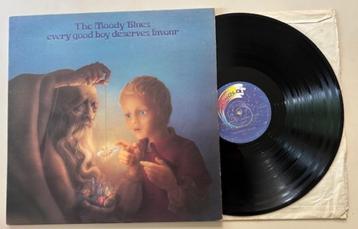 The Moody Blues
every good boy deserves favour